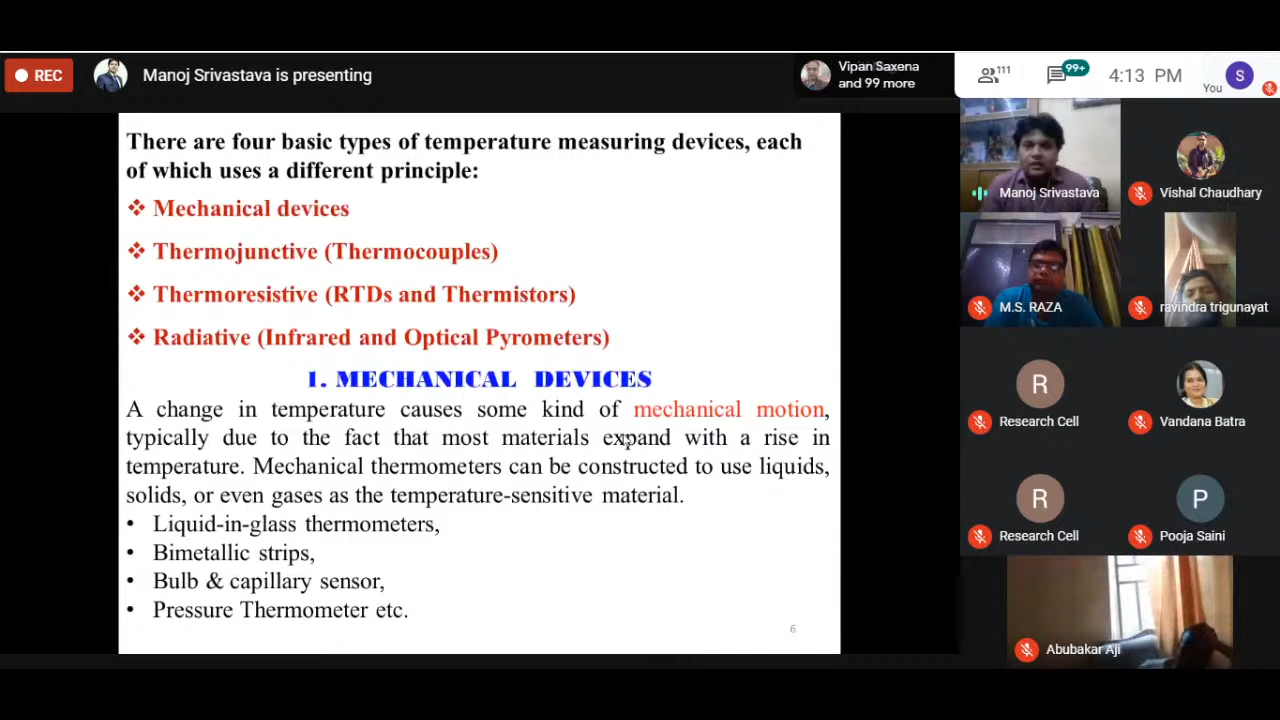 REC
Manoj Srivastava is presenting
Vipan Saxena
and 99 more
111
99+
4:13 PM
You
S
There are four basic types of temperature measuring devices, each
of which uses a different principle:
❖ Mechanical devices
❖ Thermojunctive (Thermocouples)
❖ Thermoresistive (RTDs and Thermistors)
❖ Radiative (Infrared and Optical Pyrometers)
1. MECHANICAL DEVICES
A change in temperature causes some kind of mechanical motion,
typically due to the fact that most materials expand with a rise in
temperature. Mechanical thermometers can be constructed to use liquids,
solids, or even gases as the temperature-sensitive material.
• Liquid-in-glass thermometers,
• Bimetallic strips,
• Bulb & capillary sensor,
• Pressure Thermometer etc.
6
Manoj Srivastava
Vishal Chaudhary
M.S. RAZA
ravindra trigunayat
R
Research Cell
Vandana Batra
R
Research Cell
P
Pooja Saini
Abubakar Aji